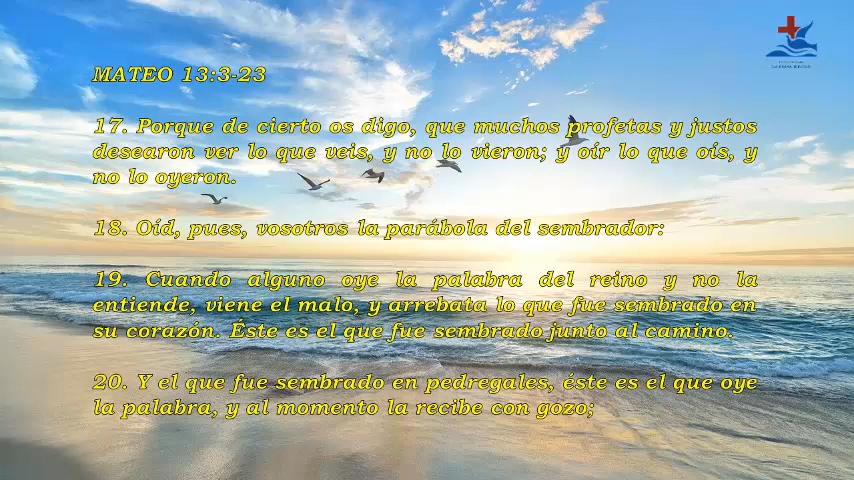 MATEO 13:3-23
17. Porque de cierto os digo, que muchos profetas y justos
desearon ver lo que veis, y no lo vieron; y oír lo que oís, y
no lo oyeron.
18. Oíd, pues, vosotros la parábola del sembrador:
19. Cuando alguno oye la palabra del reino y no la
entiende, viene el malo, y arrebata lo que fue sembrado en
su corazón. Éste es el que fue sembrado junto al camino.
20. Y el que fue sembrado en pedregales, éste es el que oye
la palabra, y al momento la recibe con gozo;